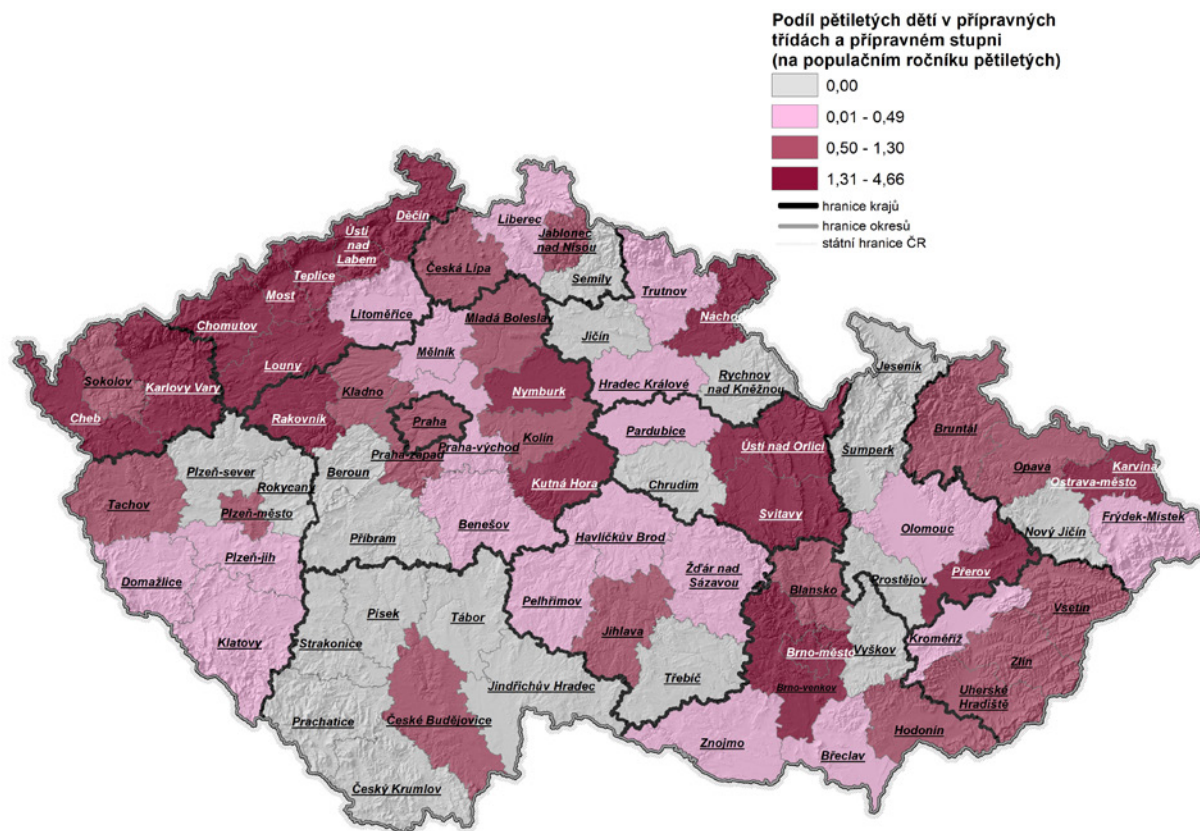 Podíl pětiletých dětí v přípravných
třídách a přípravném stupni
(na populačním ročníku pětiletých)
0,00
0,01 - 0,49
0,50 - 1,30
1,31 - 4,66
hranice krajů
hranice okresů
státní hranice ČR
Děčín
Ústí
nad
Labem
Teplice
Most
Chomutov
Louny
Litoměřice
Česká Lípa
Liberec
Jablonec
nad Nisou
Semily
Trutnov
Náchod
Mladá Boleslav
Jičín
Mělník
Hradec Králové
Rychnov
nad Kněžnou
Jeseník
Sokolov
Karlovy Vary
Cheb
Rakovník
Kladno
Praha
Nymburk
Kolín
Praha-východ
Praha-západ
Pardubice
Ústí nad Orlicí
Šumperk
Bruntál
Opava
Karviná
Ostrava-město
Plzeň-sever
Rokycany
Beroun
Kutná Hora
Chrudim
Svitavy
Tachov
Plzeň-město
Příbram
Benešov
Havlíčkův Brod
Olomouc
Nový Jičín
Frýdek-Místek
Plzeň-jih
Domažlice
Žďár nad
Sázavou
Prostějov
Přerov
Blansko
Písek
Tábor
Pelhřimov
Jihlava
Vsetín
Klatovy
Strakonice
Třebíč
Brno-město
Vyškov
Kroměříž
Zlín
Jindřichův Hradec
Brno-venkov
Uherské
Hradiště
Prachatice
České Budějovice
Znojmo
Hodonín
Břeclav
Český Krumlov